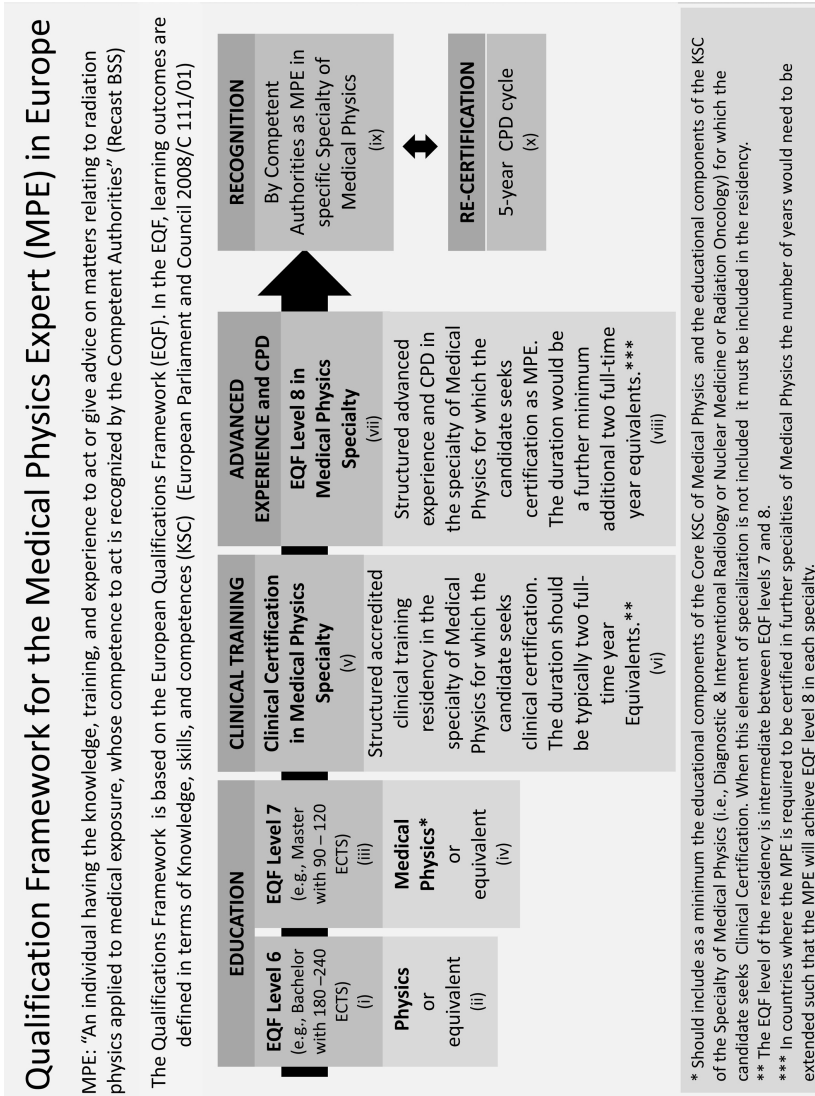 Qualification Framework for the Medical Physics Expert (MPE) in Europe
MPE: “An individual having the knowledge, training, and experience to act or give advice on matters relating to radiation
physics applied to medical exposure, whose competence to act is recognized by the Competent Authorities” (Recast BSS)
The Qualifications Framework is based on the European Qualifications Framework (EQF). In the EQF, learning outcomes are
defined in terms of Knowledge, skills, and competences (KSC) (European Parliament and Council 2008/C 111/01)
EDUCATION
EQF Level 6
(e.g., Bachelor
with 180 –240
ECTS)
(i)
Physics
or
equivalent
(ii)
EQF Level 7
(e.g., Master
with 90 – 120
ECTS)
(iii)
Medical
Physics*
or
equivalent
(iv)
CLINICAL TRAINING
Clinical Certification
in Medical Physics
Specialty
(v)
Structured accredited
clinical training
residency in the
specialty of Medical
Physics for which the
candidate seeks
clinical certification.
The duration should
be typically two full-
time year
Equivalents.**
(vi)
ADVANCED
EXPERIENCE and CPD
EQF Level 8 in
Medical Physics
Specialty
(vii)
Structured advanced
experience and CPD in
the specialty of Medical
Physics for which the
candidate seeks
certification as MPE.
The duration would be
a further minimum
additional two full-time
year equivalents.***
(viii)
RECOGNITION
By Competent
Authorities as MPE in
specific Specialty of
Medical Physics
(ix)
RE-CERTIFICATION
5-year CPD cycle
(x)
* Should include as a minimum the educational components of the Core KSC of Medical Physics and the educational components of the KSC
of the Specialty of Medical Physics (i.e., Diagnostic & Interventional Radiology or Nuclear Medicine or Radiation Oncology) for which the
candidate seeks Clinical Certification. When this element of specialization is not included it must be included in the residency.
** The EQF level of the residency is intermediate between EQF levels 7 and 8.
*** In countries where the MPE is required to be certified in further specialties of Medical Physics the number of years would need to be
extended such that the MPE will achieve EQF level 8 in each specialty.